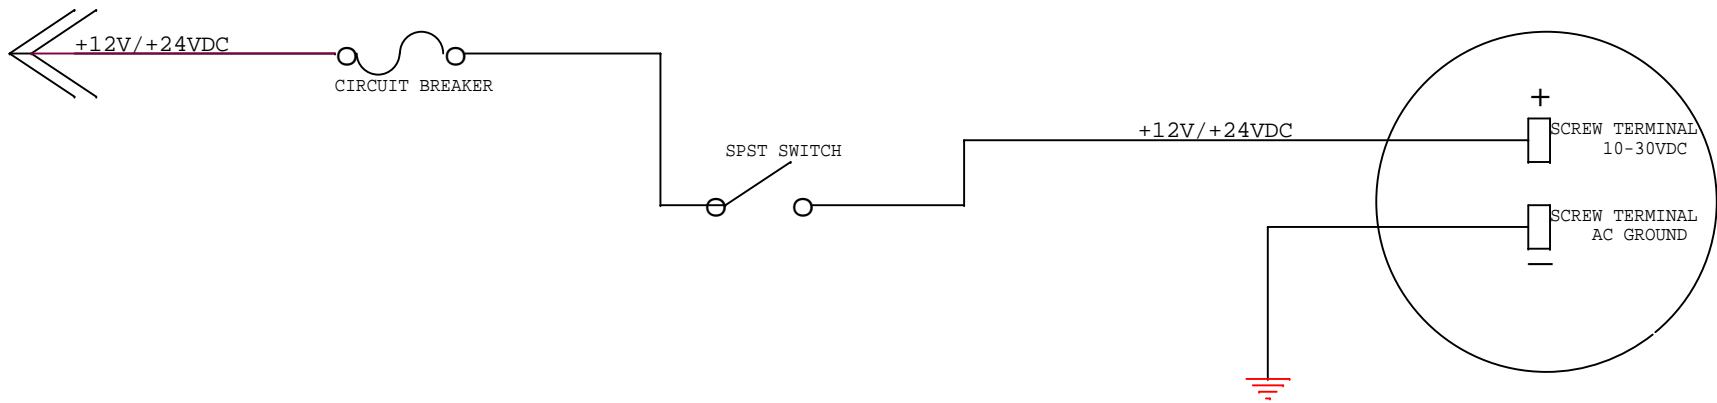 +12V/+24VDC
CIRCUIT BREAKER
SPST SWITCH
+12V/+24VDC
+
SCREW TERMINAL
10-30VDC
SCREW TERMINAL
AC GROUND
—